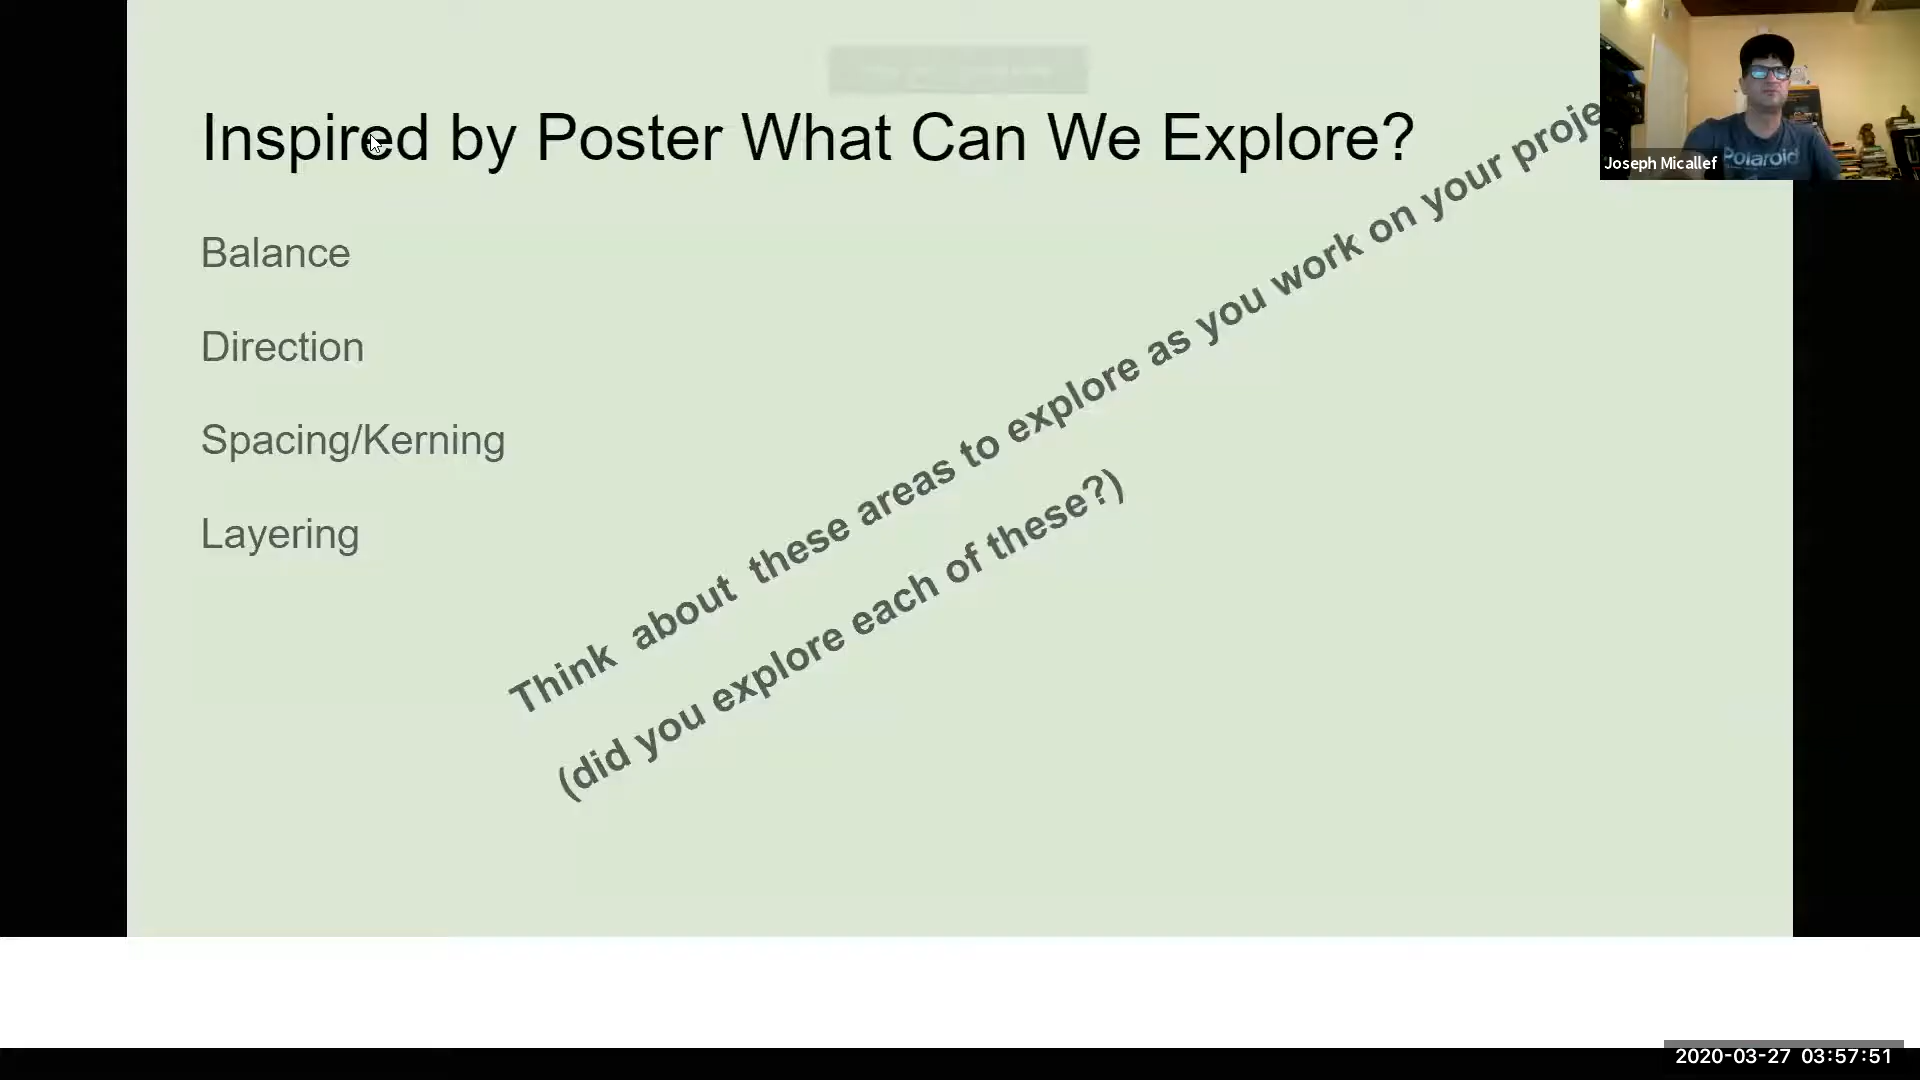 Inspired by Poster What Can We Explore?
Balance
Direction
Spacing/Kerning
Layering
Think about these areas to explore as you work on your proje
(did you explore each of these?)
Joseph Micallef
Polaroid
2020-03-27 03:57:51